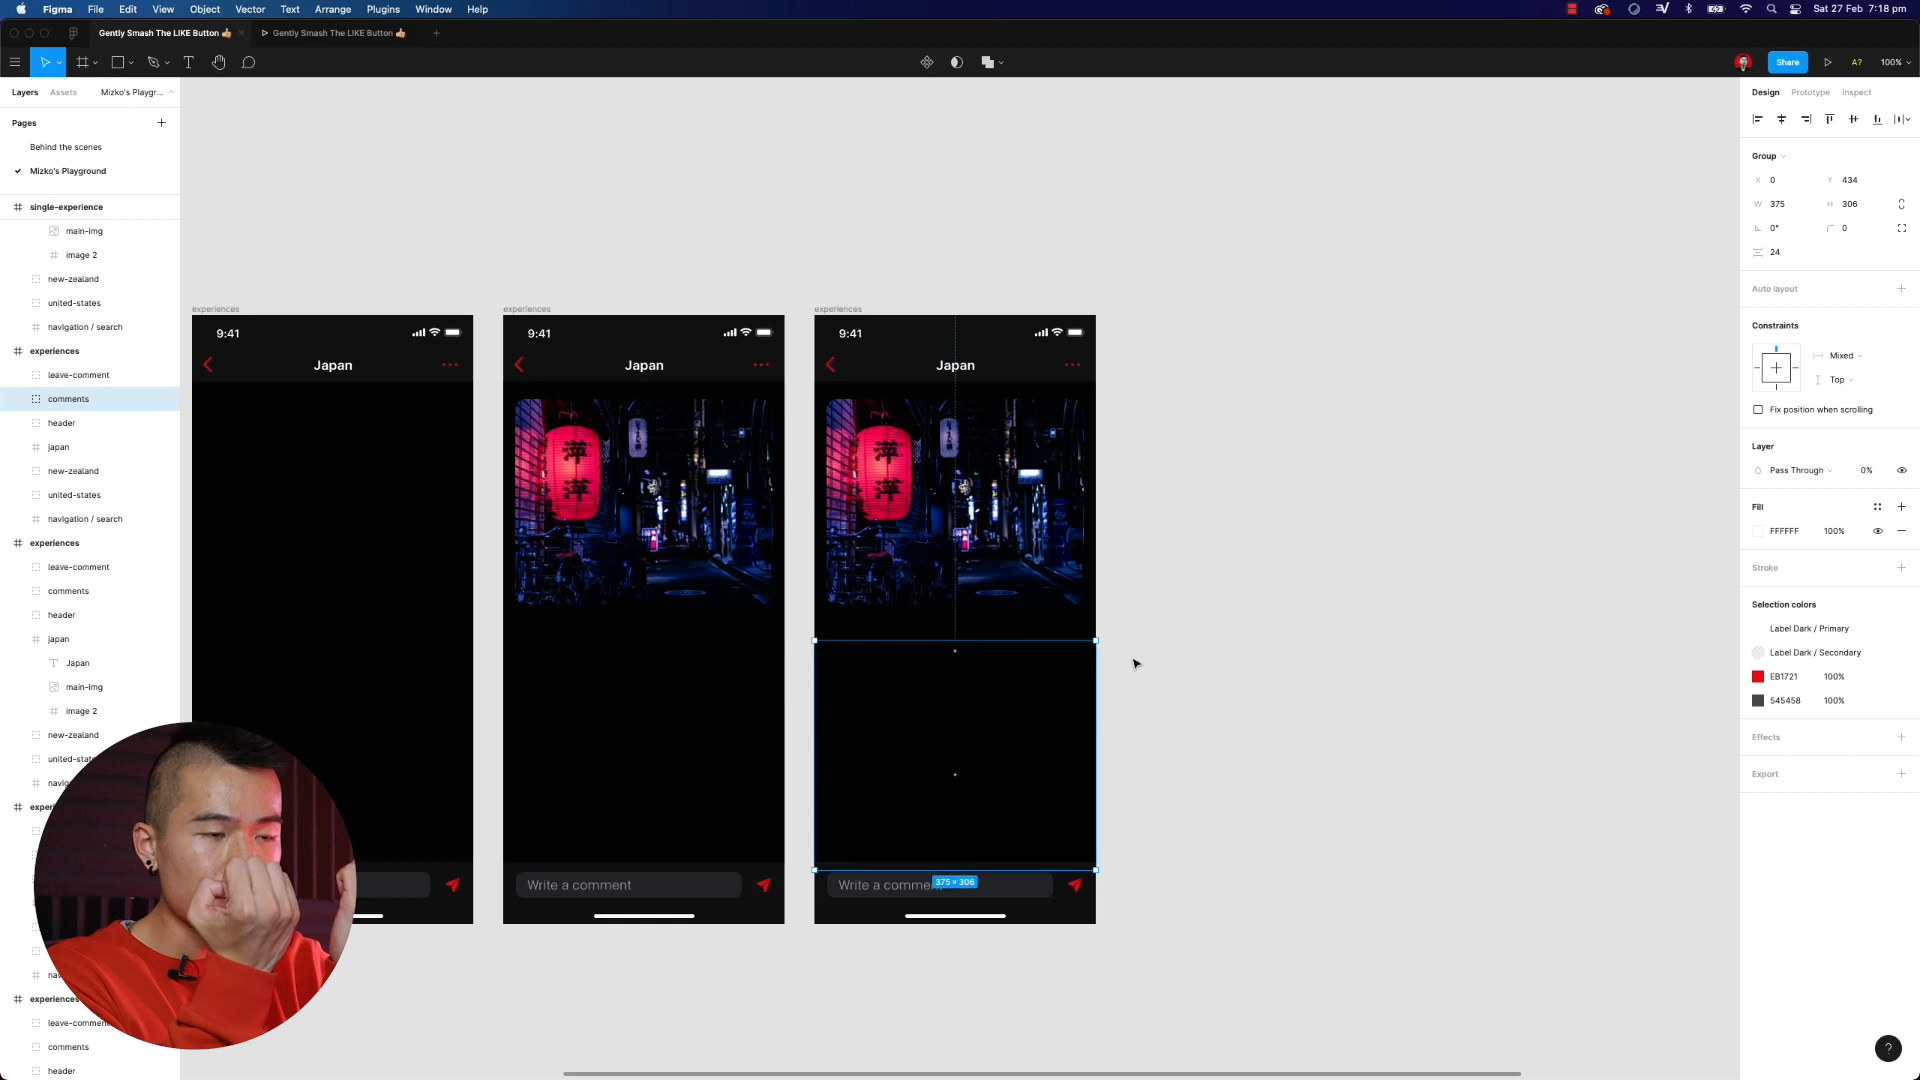 Figma File Edit View Object Vector Text Arrange Plugins Window Help
Sat 27 Feb 7:18 pm
Gently Smash The LIKE Button 👍
Gently Smash The LIKE Button 👍
Share
A?
100%
Layers Assets Mizko's Playgr...
Pages
Behind the scenes
Mizko's Playground
single-experience
main-img
image 2
new-zealand
united-states
navigation / search
experiences
leave-comment
comments
header
japan
new-zealand
united-states
navigation / search
experiences
leave-comment
comments
header
japan
Japan
main-img
image 2
new-zealand
experiences
leave-comment
comments
header
experiences
9:41
Japan
experiences
9:41
Japan
萍
萍
Write a comment
experiences
9:41
Japan
萍
萍
Write a comme
375 × 306
Design Prototype Inspect
Group
X 0 Y 434
W 375 H 306
0° 0
24
Auto layout
Constraints
Mixed
Top
Fix position when scrolling
Layer
Pass Through 0%
Fill
FFFFFF 100%
Stroke
Selection colors
Label Dark / Primary
Label Dark / Secondary
EB1721 100%
545458 100%
Effects
Export
?